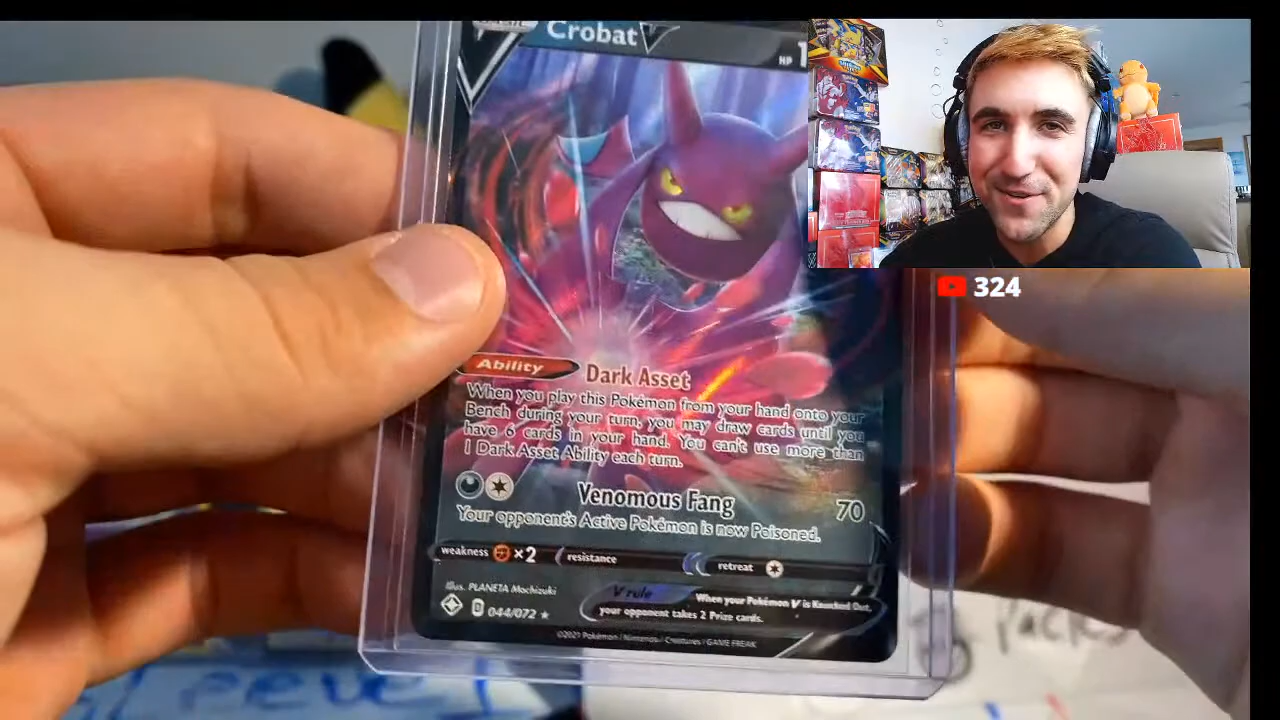 Crobat V
HP 1
324
Ability Dark Asset
When you play this Pokémon from your hand onto your
Bench during your turn, you may draw cards until you
have 6 cards in your hand. You can't use more than
1 Dark Asset Ability each turn.
Venomous Fang 70
Your opponent's Active Pokémon is now Poisoned.
weakness ×2 resistance retreat
Illus. PLANETA Mochizuki
D 044/072 ★
V rule When your Pokémon V is Knocked Out,
your opponent takes 2 Prize cards.
©2021 Pokémon / Nintendo / Creatures / GAME FREAK
Packs